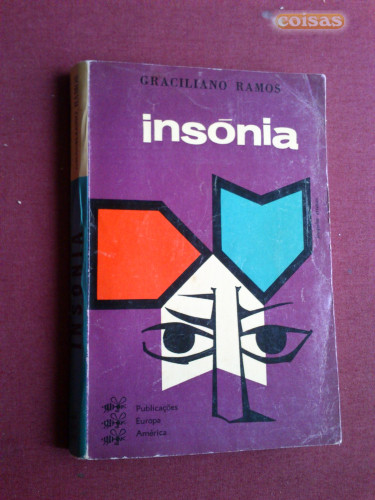 coisas
GRACILIANO RAMOS
insónia
INSÓNIA
Publicações
Europa
América